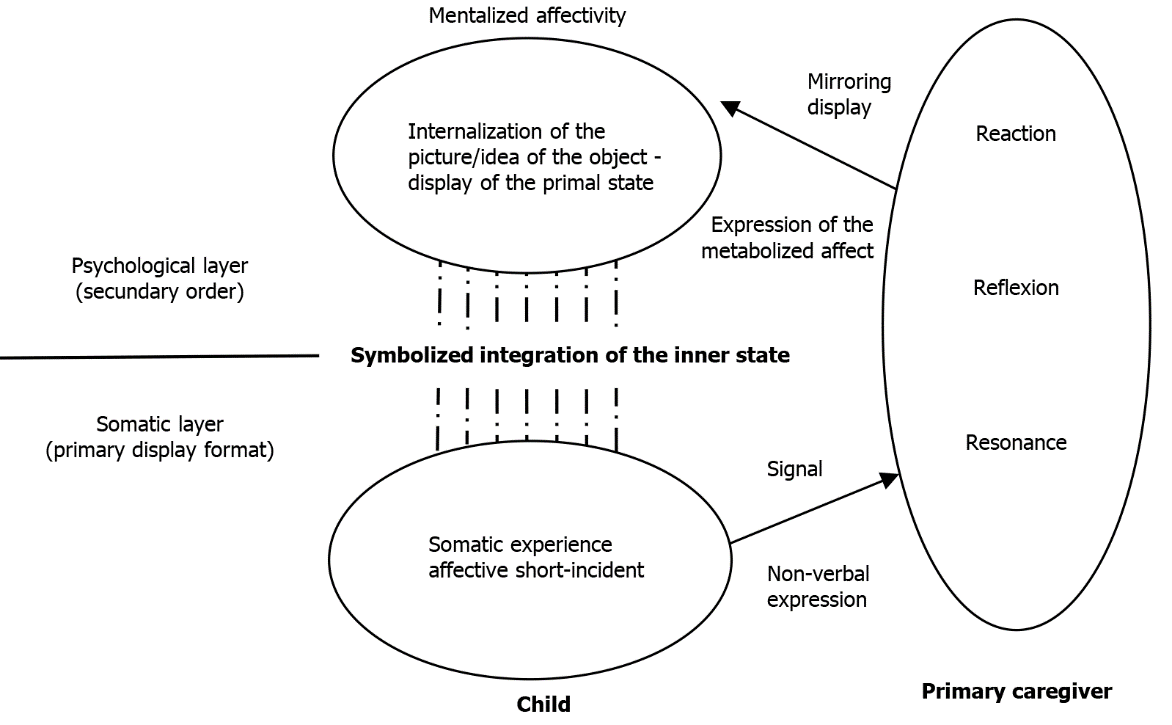 Mentalized affectivity
Internalization of the
picture/idea of the object -
display of the primal state
Mirroring
display
Reaction
Expression of the
metabolized affect
Psychological layer
(secundary order)
Reflexion
Symbolized integration of the inner state
Somatic layer
(primary display format)
Resonance
Signal
Somatic experience
affective short-incident
Non-verbal
expression
Child
Primary caregiver